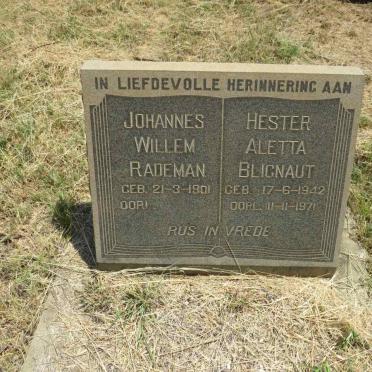 IN LIEFDEVOLLE HERINNERING AAN
JOHANNES
WILLEM
RADEMAN
GEB. 21-3-1901
OORL.
HESTER
ALETTA
BLIGNAUT
GEB. 17-6-1942
OORL. 11-11-1971
RUS IN VREDE